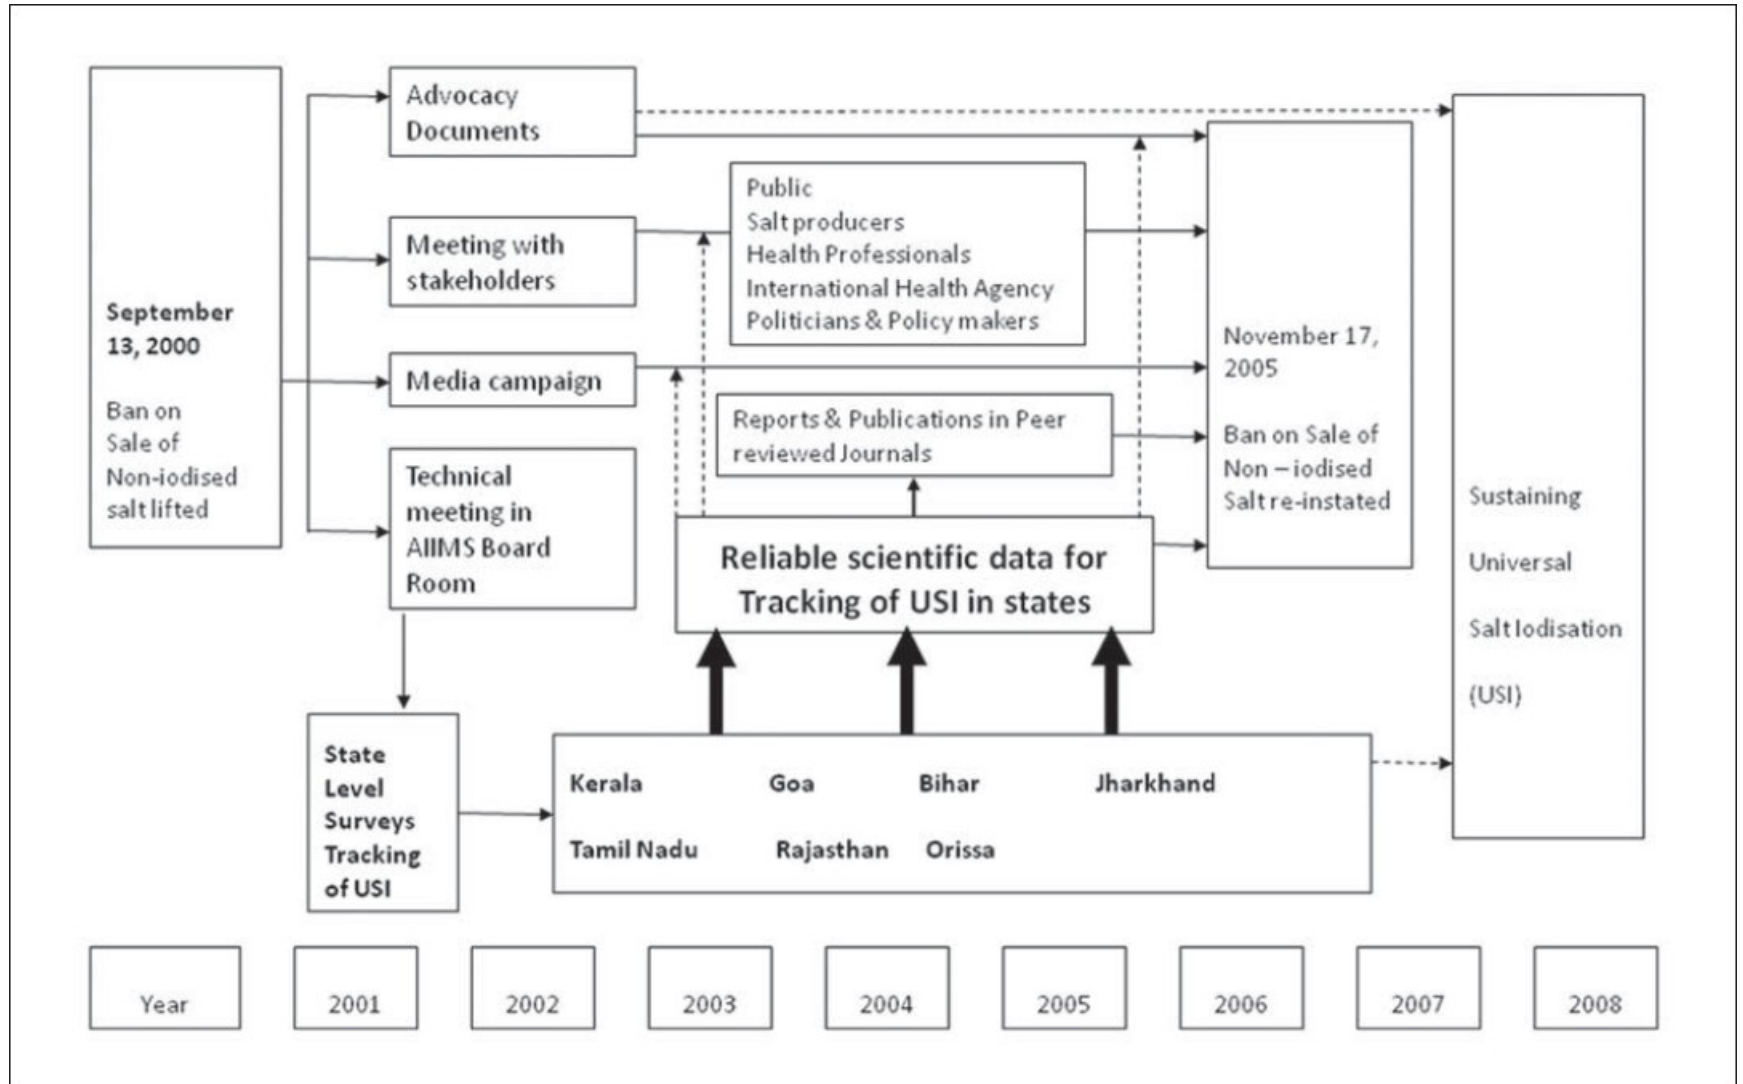 September
13, 2000
Ban on
Sale of
Non-iodised
salt lifted
Advocacy
Documents
Meeting with
stakeholders
Media campaign
Technical
meeting in
AIIMS Board
Room
Public
Salt producers
Health Professionals
International Health Agency
Politicians & Policy makers
Reports & Publications in Peer
reviewed Journals
Reliable scientific data for
Tracking of USI in states
November 17,
2005
Ban on Sale of
Non – iodised
Salt re-instated
Sustaining
Universal
Salt Iodisation
(USI)
State
Level
Surveys
Tracking
of USI
Kerala Goa Bihar Jharkhand
Tamil Nadu Rajasthan Orissa
Year 2001 2002 2003 2004 2005 2006 2007 2008